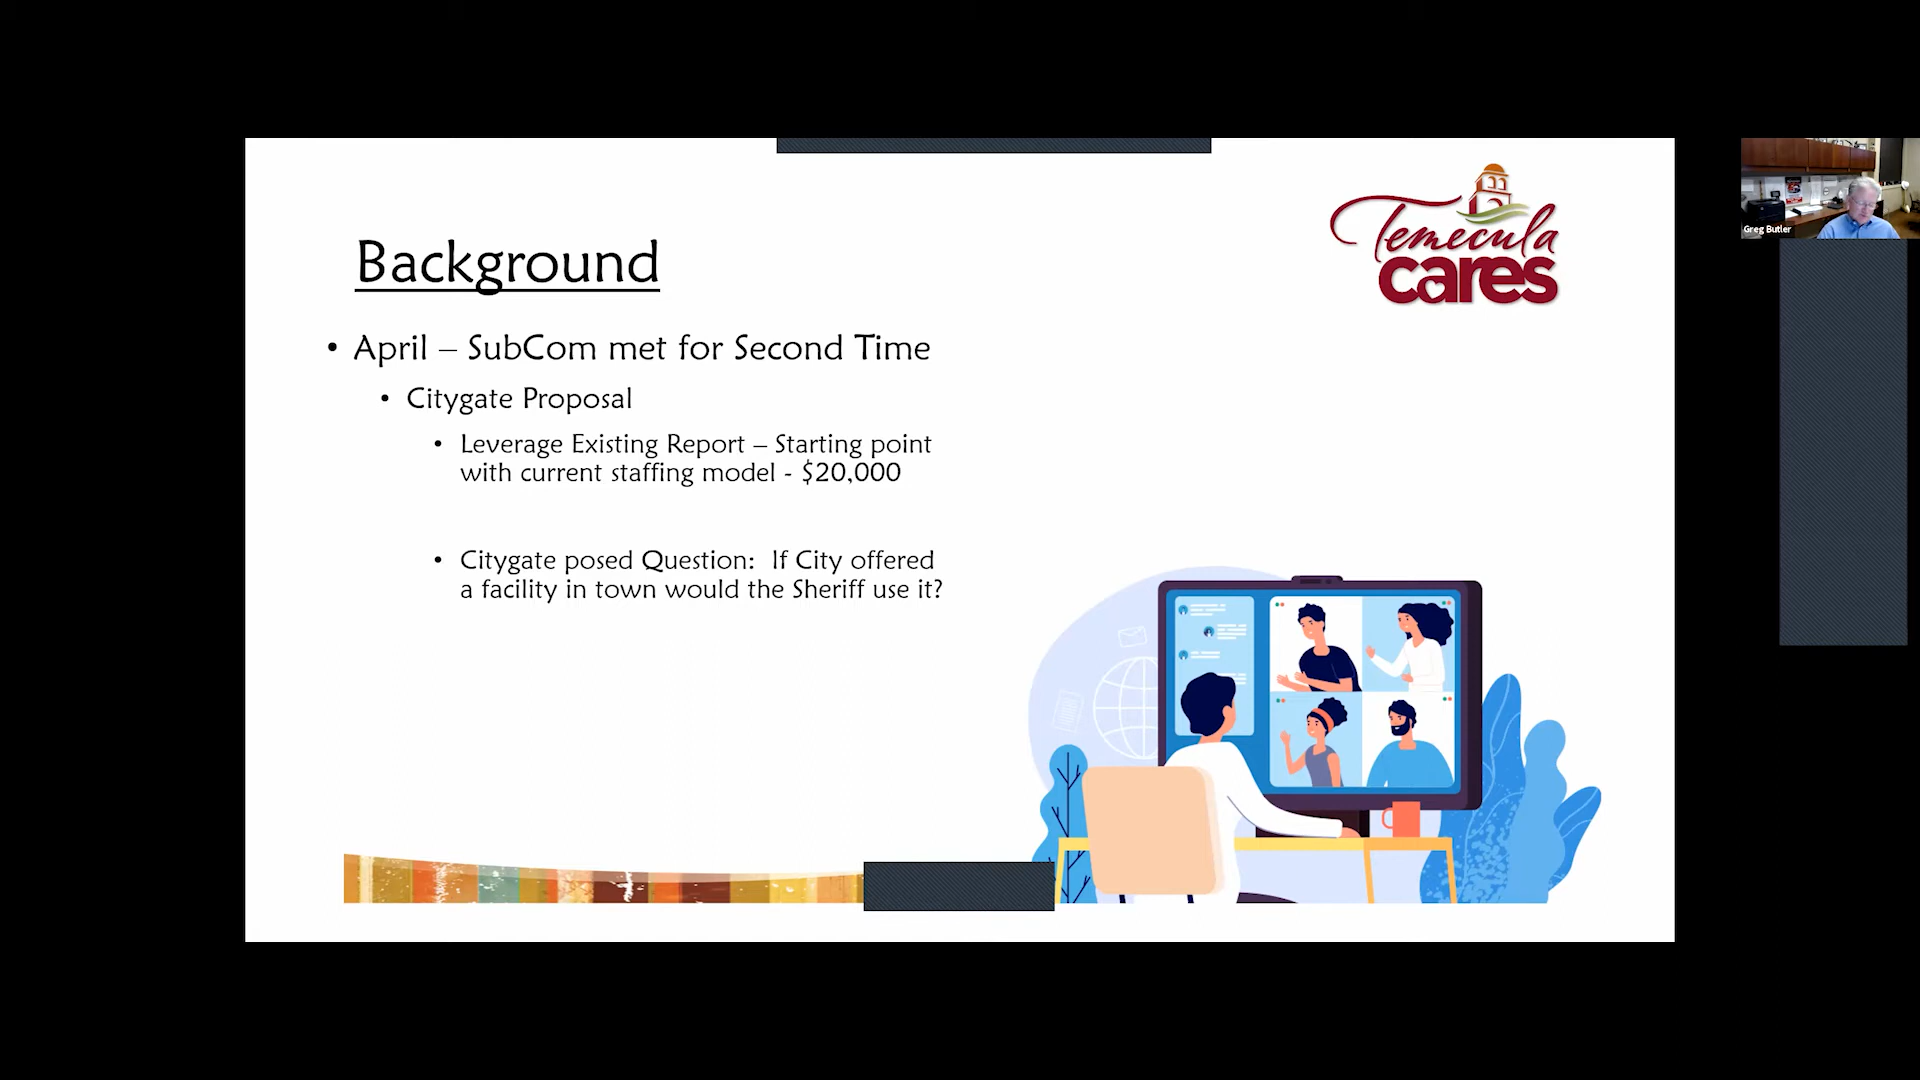 Temecula
cares
Greg Butler
Background
• April – SubCom met for Second Time
• Citygate Proposal
• Leverage Existing Report – Starting point
with current staffing model - $20,000
• Citygate posed Question:  If City offered
a facility in town would the Sheriff use it?